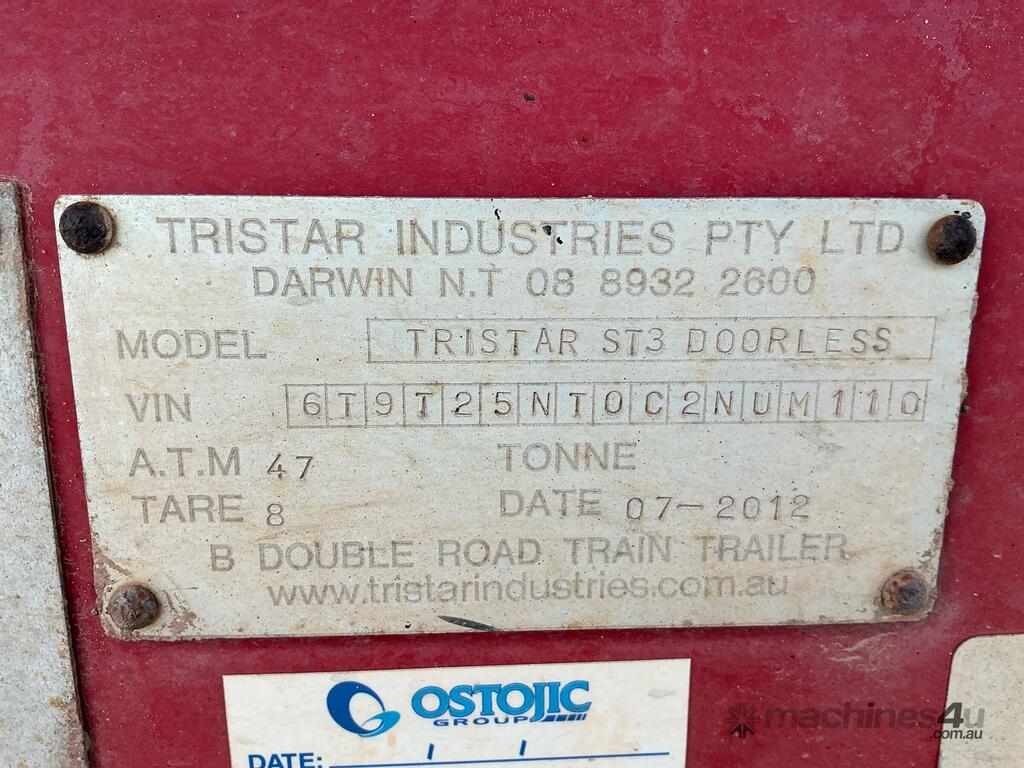 TRISTAR INDUSTRIES PTY LTD
DARWIN N.T 08 8932 2600
MODEL TRISTAR ST3 DOORLESS
VIN 6T9T25NT0C2NUM110
A.T.M 47 TONNE
TARE 8 DATE 07-2012
B DOUBLE ROAD TRAIN TRAILER
www.tristarindustries.com.au
OSTOJIC
GROUP
DATE: / /
machines4u
.com.au